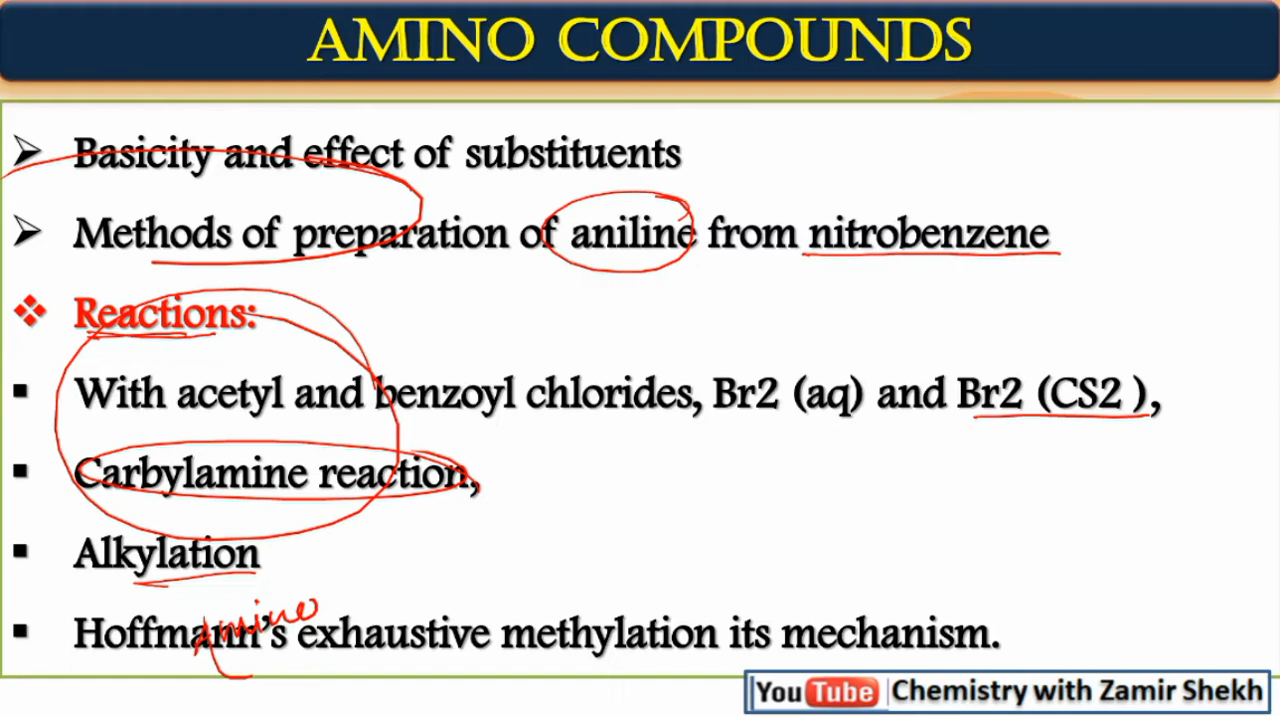 AMINO COMPOUNDS
➢ Basicity and effect of substituents
➢ Methods of preparation of aniline from nitrobenzene
❖ Reactions:
▪ With acetyl and benzoyl chlorides, Br2 (aq) and Br2 (CS2 ),
▪ Carbylamine reaction,
▪ Alkylation
Amine
▪ Hoffmann's exhaustive methylation its mechanism.
YouTube Chemistry with Zamir Shekh